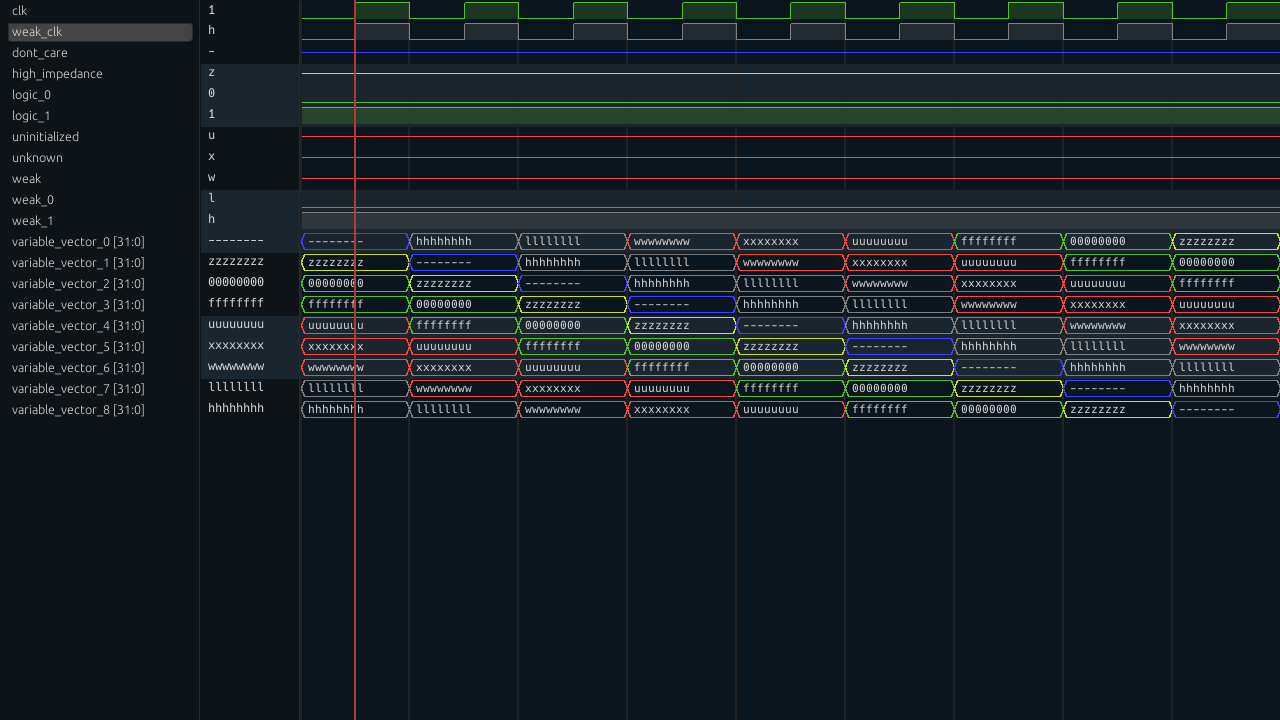 clk 1
weak_clk h
dont_care -
high_impedance z
logic_0 0
logic_1 1
uninitialized u
unknown x
weak w
weak_0 l
weak_1 h
variable_vector_0 [31:0] -------- -------- hhhhhhhh llllllll wwwwwwww xxxxxxxx uuuuuuuu ffffffff 00000000 zzzzzzzz
variable_vector_1 [31:0] zzzzzzzz zzzzzzzz -------- hhhhhhhh llllllll wwwwwwww xxxxxxxx uuuuuuuu ffffffff 00000000
variable_vector_2 [31:0] 00000000 00000000 zzzzzzzz -------- hhhhhhhh llllllll wwwwwwww xxxxxxxx uuuuuuuu ffffffff
variable_vector_3 [31:0] ffffffff ffffffff 00000000 zzzzzzzz -------- hhhhhhhh llllllll wwwwwwww xxxxxxxx uuuuuuuu
variable_vector_4 [31:0] uuuuuuuu uuuuuuuu ffffffff 00000000 zzzzzzzz -------- hhhhhhhh llllllll wwwwwwww xxxxxxxx
variable_vector_5 [31:0] xxxxxxxx xxxxxxxx uuuuuuuu ffffffff 00000000 zzzzzzzz -------- hhhhhhhh llllllll wwwwwwww
variable_vector_6 [31:0] wwwwwwww wwwwwwww xxxxxxxx uuuuuuuu ffffffff 00000000 zzzzzzzz -------- hhhhhhhh llllllll
variable_vector_7 [31:0] llllllll llllllll wwwwwwww xxxxxxxx uuuuuuuu ffffffff 00000000 zzzzzzzz -------- hhhhhhhh
variable_vector_8 [31:0] hhhhhhhh hhhhhhhh llllllll wwwwwwww xxxxxxxx uuuuuuuu ffffffff 00000000 zzzzzzzz --------